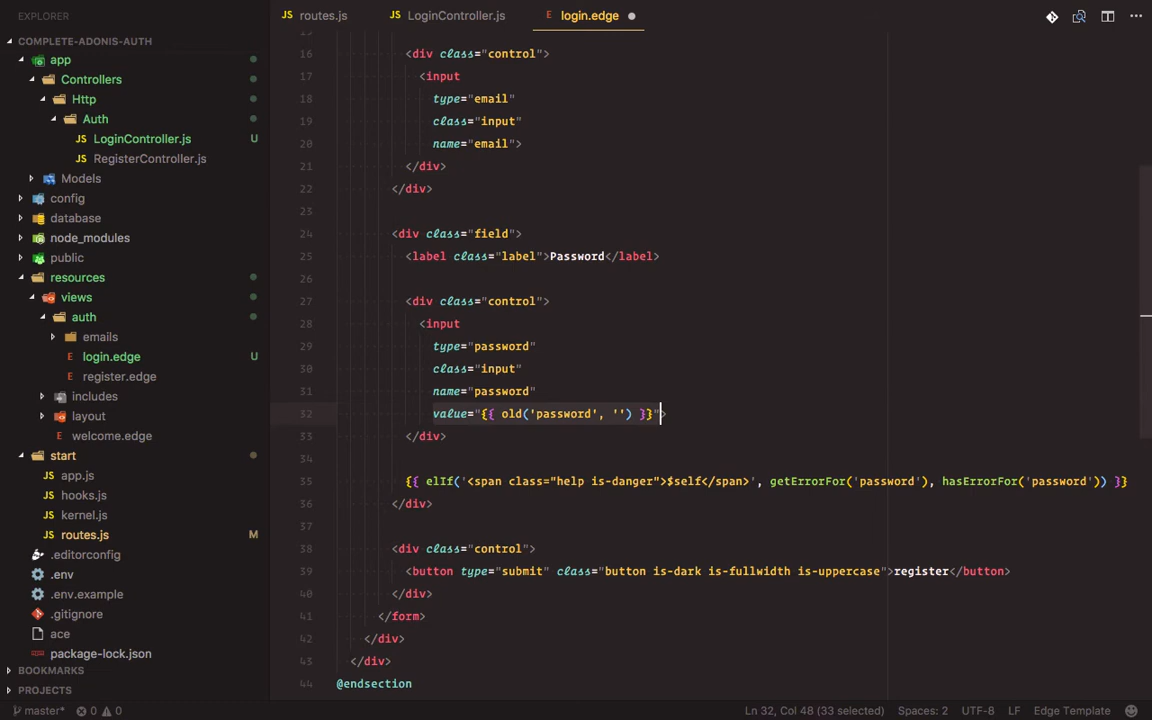 EXPLORER
routes.js
LoginController.js
login.edge
COMPLETE-ADONIS-AUTH
app
Controllers
Http
Auth
LoginController.js U
RegisterController.js
Models
config
database
node_modules
public
resources
views
auth
emails
login.edge U
register.edge
includes
layout
welcome.edge
start
app.js
hooks.js
kernel.js
routes.js M
.editorconfig
.env
.env.example
.gitignore
ace
package-lock.json
BOOKMARKS
PROJECTS
16 <div class="control">
17 <input
18 type="email"
19 class="input"
20 name="email">
21 </div>
22 </div>
23
24 <div class="field">
25 <label class="label">Password</label>
26
27 <div class="control">
28 <input
29 type="password"
30 class="input"
31 name="password"
32 value="{{ old('password', '') }}">
33 </div>
34
35 {{ elIf('<span class="help is-danger">$self</span>', getErrorFor('password'), hasErrorFor('password')) }}
36 </div>
37
38 <div class="control">
39 <button type="submit" class="button is-dark is-fullwidth is-uppercase">register</button>
40 </div>
41 </form>
42 </div>
43 </div>
44 @endsection
master* 0 0
Ln 32, Col 48 (33 selected) Spaces: 2 UTF-8 LF Edge Template